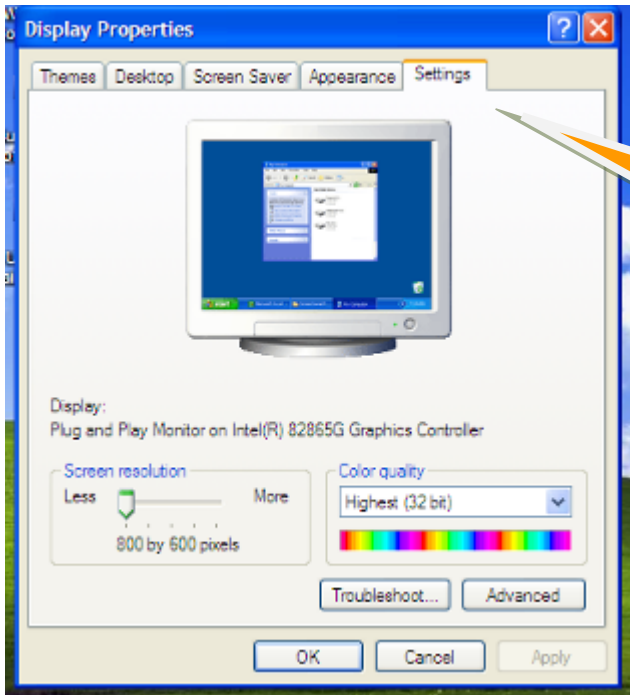 Display Properties
Themes Desktop Screen Saver Appearance Settings
start
Display:
Plug and Play Monitor on Intel(R) 82865G Graphics Controller
Screen resolution
Less More
800 by 600 pixels
Color quality
Highest (32 bit)
Troubleshoot... Advanced
OK Cancel Apply